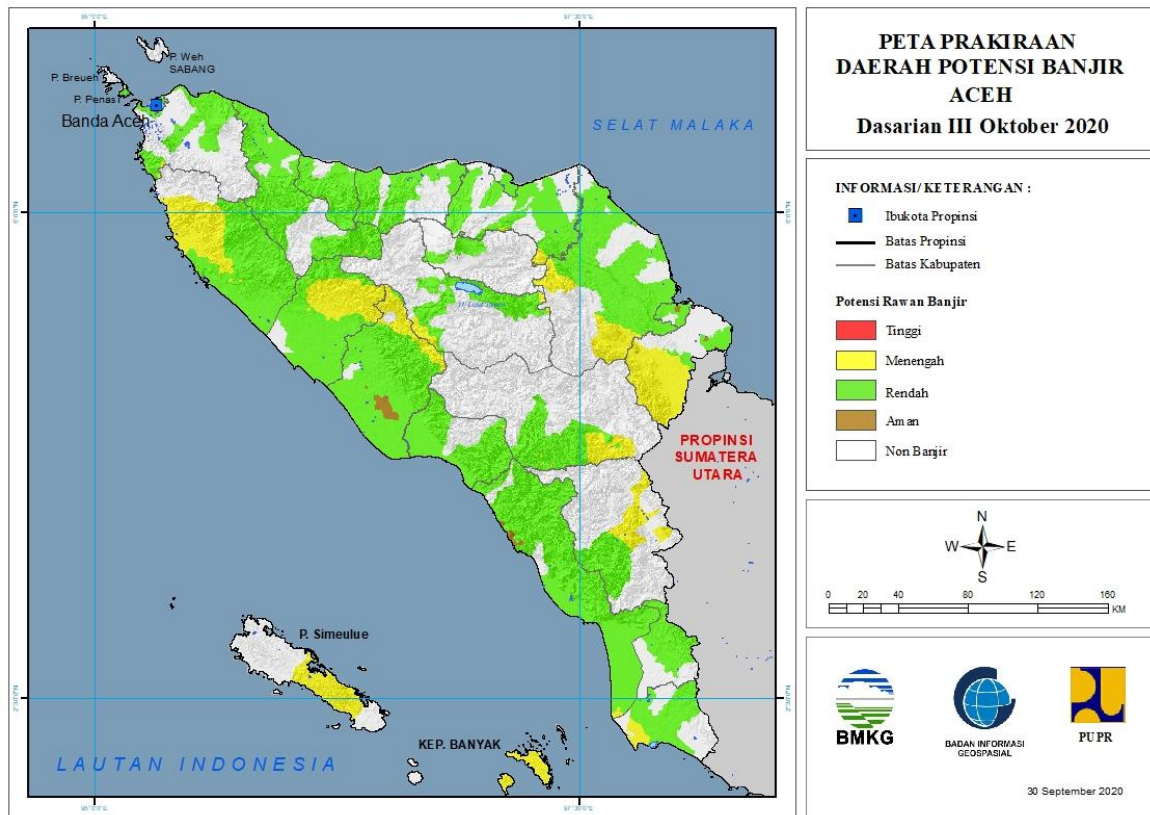 PETA PRAKIRAAN
DAERAH POTENSI BANJIR
ACEH
Dasarian III Oktober 2020
INFORMASI/ KETERANGAN :
Ibukota Propinsi
Batas Propinsi
Batas Kabupaten
Potensi Rawan Banjir
Tinggi
Menengah
Rendah
Aman
Non Banjir
N
W E
S
0 20 40 80 120 160
KM
BMKG
BADAN INFORMASI
GEOSPASIAL
PUPR
30 September 2020
P. Weh
SABANG
P. Breueh
P. Penasi
Banda Aceh
SELAT MALAKA
PROPINSI
SUMATERA
UTARA
P. Simeulue
KEP. BANYAK
LAUTAN INDONESIA